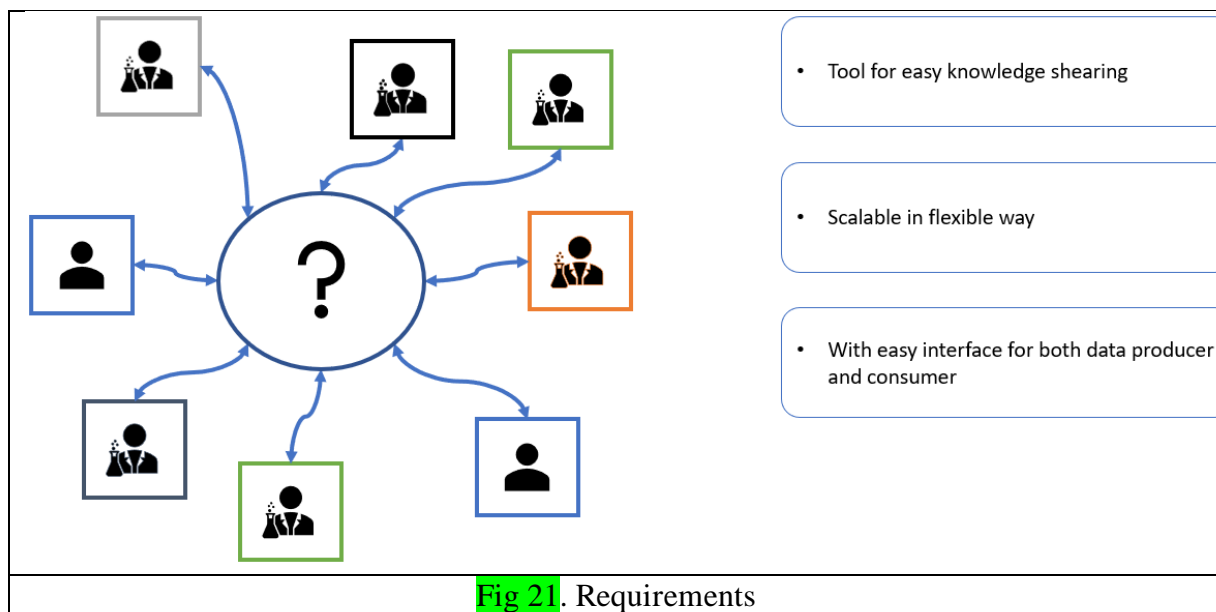 ?
• Tool for easy knowledge shearing
• Scalable in flexible way
• With easy interface for both data producer
and consumer
Fig 21. Requirements